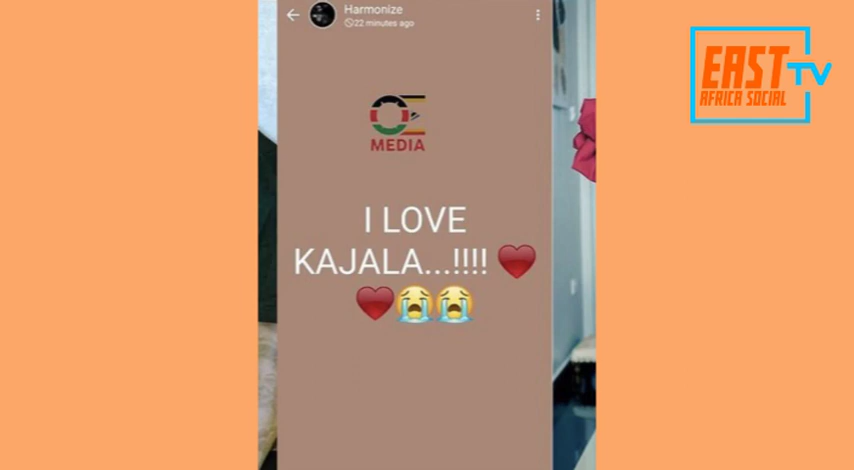 Harmonize
22 minutes ago
MEDIA
I LOVE
KAJALA...!!!! ❤️
❤️😭😭
EAST TV
AFRICA SOCIAL